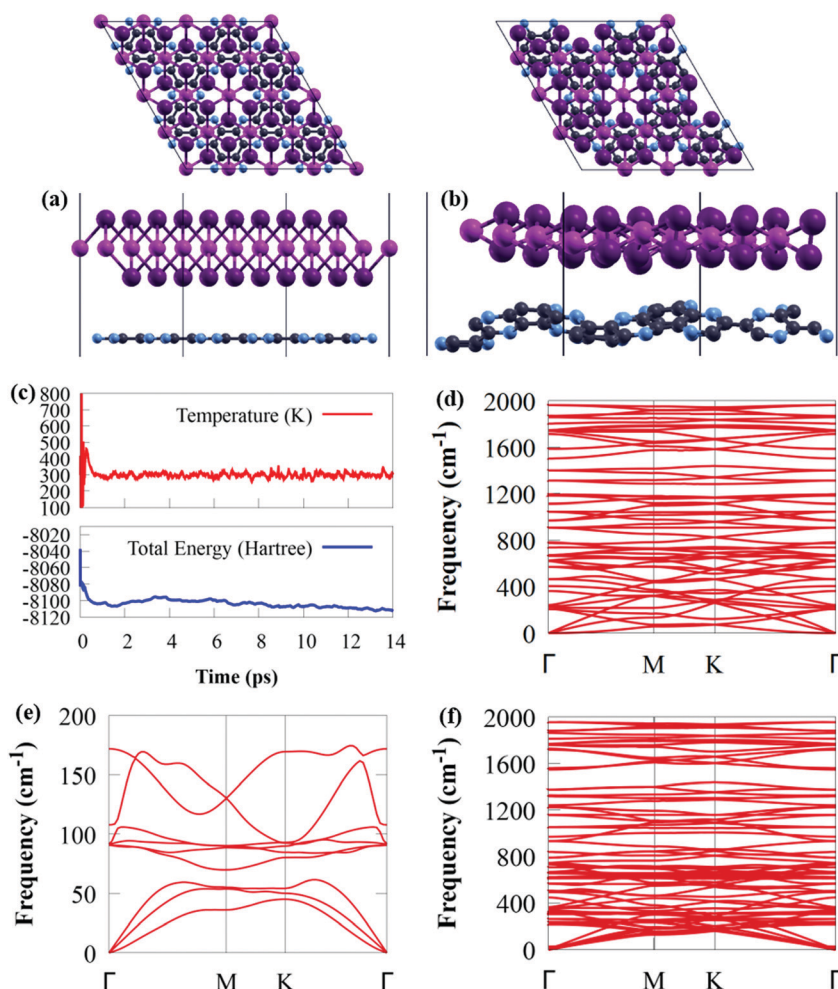 (a)
(b)
(c)
800
700
600
500
400
300
200
100
Temperature (K)
-8020
-8040
-8060
-8080
-8100
-8120
Total Energy (Hartree)
0 2 4 6 8 10 12 14
Time (ps)
(d)
Frequency (cm-1)
2000
1600
1200
800
400
0
Γ M K Γ
(e)
Frequency (cm-1)
200
150
100
50
0
Γ M K Γ
(f)
Frequency (cm-1)
2000
1600
1200
800
400
0
Γ M K Γ